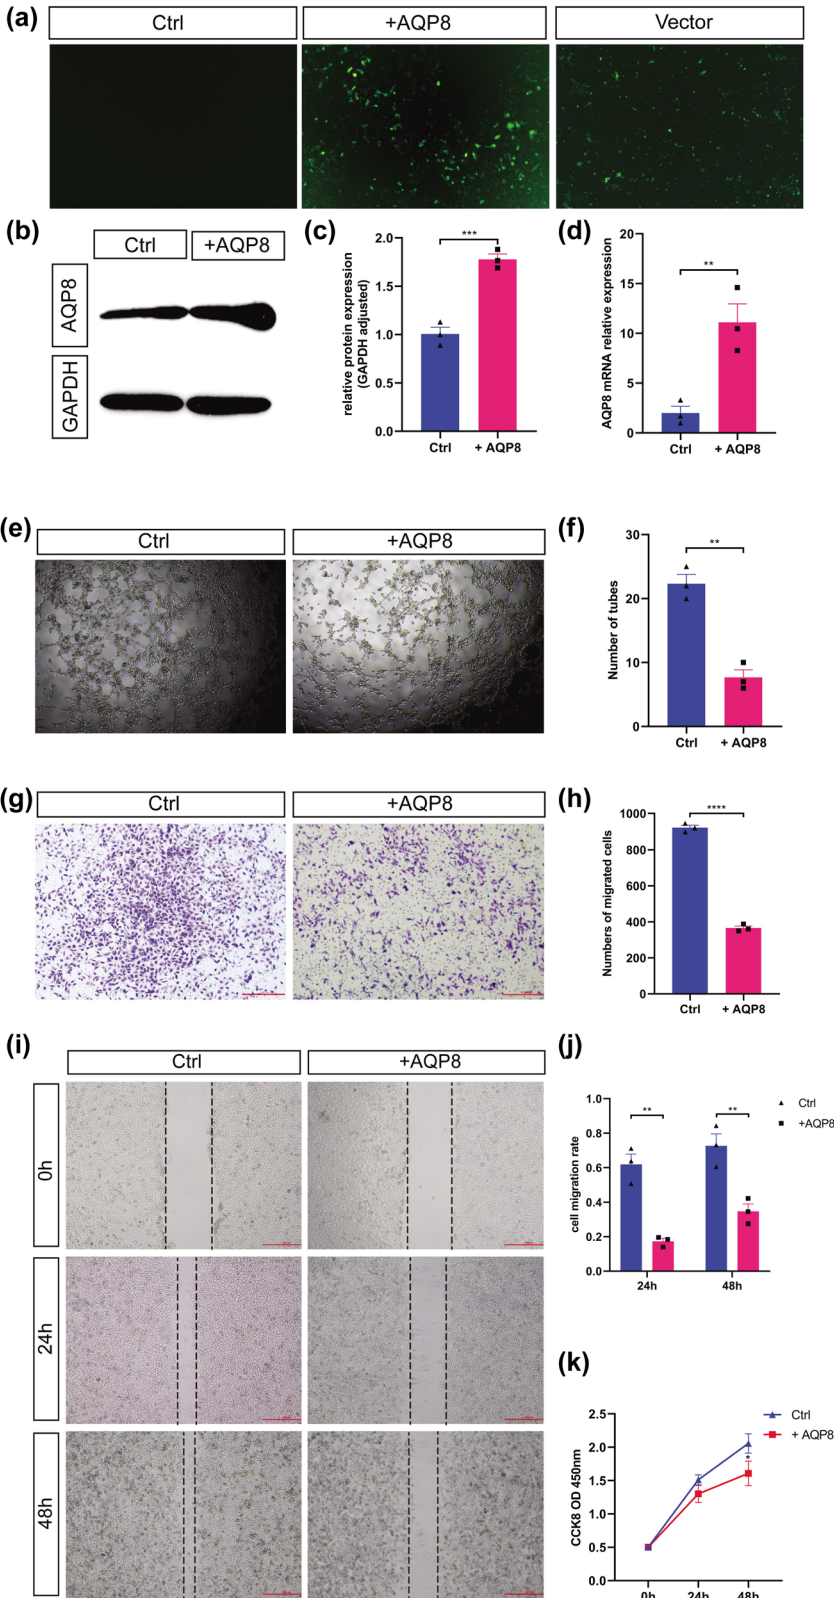 (a)
Ctrl
+AQP8
Vector
(b)
Ctrl
+AQP8
AQP8
GAPDH
(c)
relative protein expression
(GAPDH adjusted)
2.0
1.5
1.0
0.5
0.0
***
Ctrl
+ AQP8
(d)
AQP8 mRNA relative expression
20
15
10
5
0
**
Ctrl
+ AQP8
(e)
Ctrl
+AQP8
(f)
Number of tubes
30
20
10
0
**
Ctrl
+ AQP8
(g)
Ctrl
+AQP8
(h)
Numbers of migrated cells
1000
800
600
400
200
0
****
Ctrl
+ AQP8
(i)
Ctrl
+AQP8
0h
24h
48h
(j)
cell migration rate
1.0
0.8
0.6
0.4
0.2
0.0
**
**
24h
48h
Ctrl
+AQP8
(k)
CCK8 OD 450nm
2.5
2.0
1.5
1.0
0.5
0.0
*
0h
24h
48h
Ctrl
+ AQP8